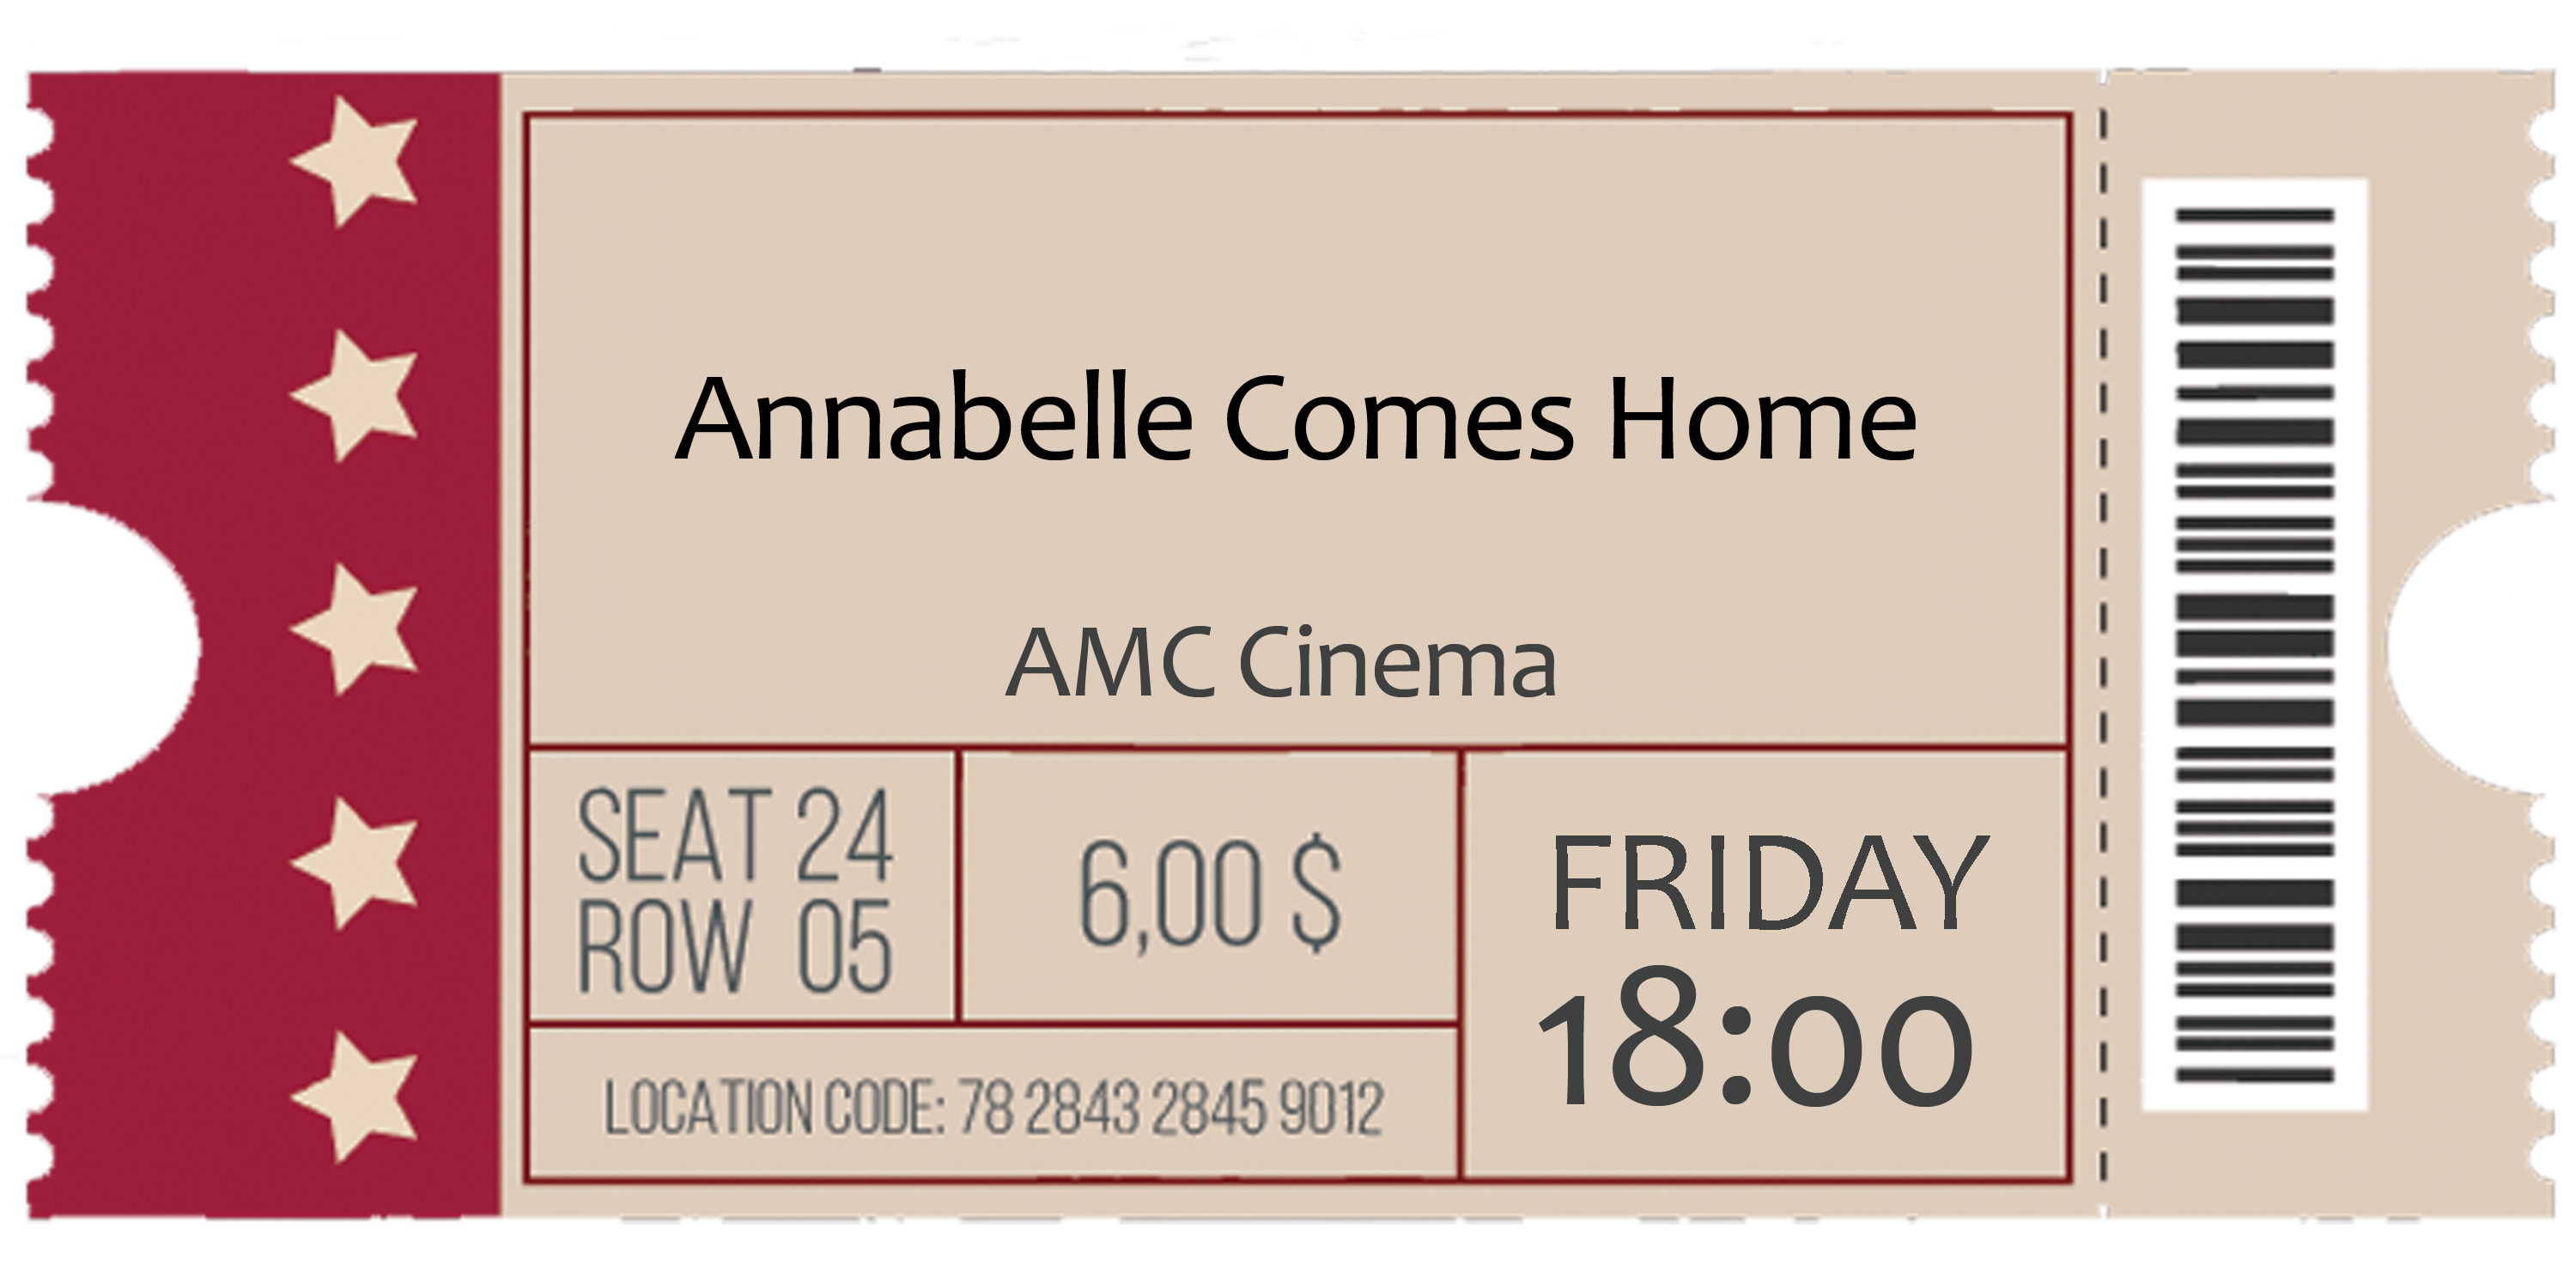 Annabelle Comes Home
AMC Cinema
SEAT 24
ROW 05
6,00 $
FRIDAY
18:00
LOCATION CODE: 78 2843 2845 9012